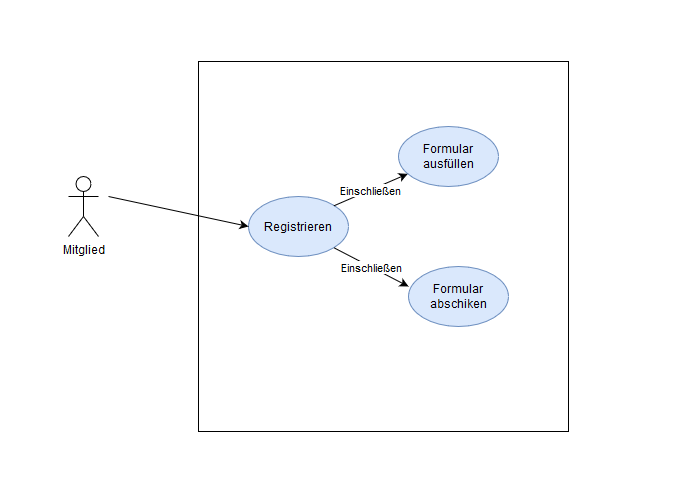 Formular
ausfüllen
Einschließen
Registrieren
Mitglied
Einschließen
Formular
abschiken